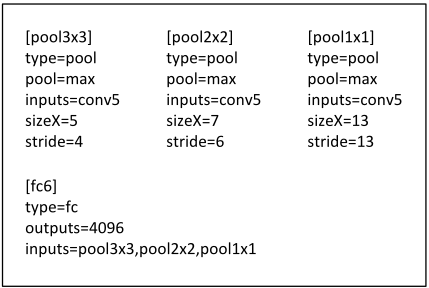 [pool3x3]
type=pool
pool=max
inputs=conv5
sizeX=5
stride=4
[pool2x2]
type=pool
pool=max
inputs=conv5
sizeX=7
stride=6
[pool1x1]
type=pool
pool=max
inputs=conv5
sizeX=13
stride=13
[fc6]
type=fc
outputs=4096
inputs=pool3x3,pool2x2,pool1x1